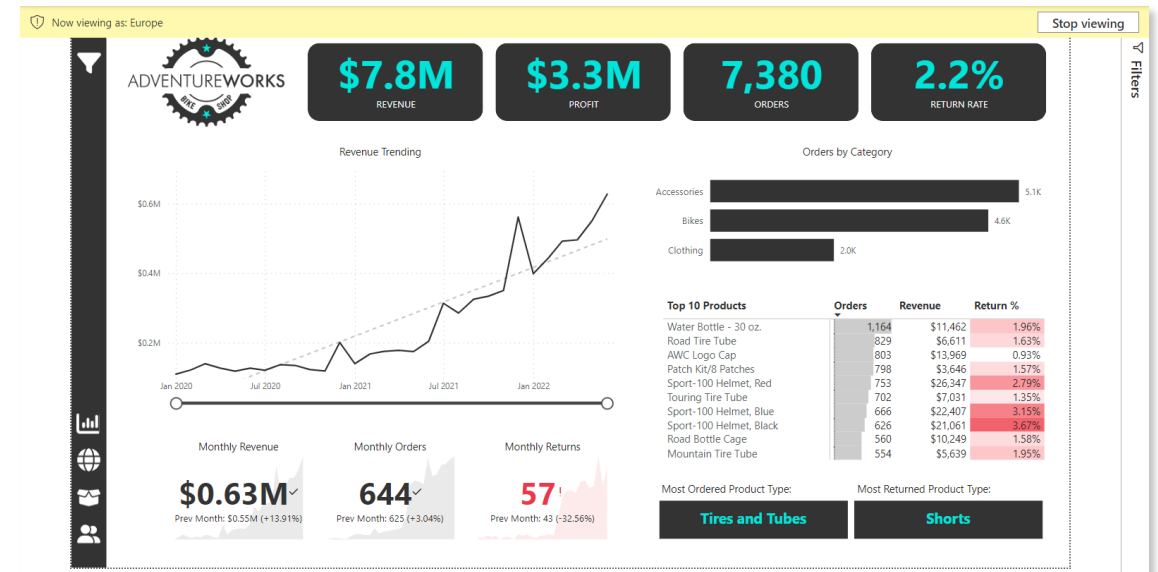 Now viewing as: Europe
Stop viewing
Filters
ADVENTUREWORKS
BIKE SHOP
$7.8M
REVENUE
$3.3M
PROFIT
7,380
ORDERS
2.2%
RETURN RATE
Revenue Trending
$0.6M
$0.4M
$0.2M
Jan 2020 Jul 2020 Jan 2021 Jul 2021 Jan 2022
Orders by Category
Accessories 5.1K
Bikes 4.6K
Clothing 2.0K
Top 10 Products Orders Revenue Return %
Water Bottle - 30 oz. 1,164 $11,462 1.96%
Road Tire Tube 829 $6,611 1.63%
AWC Logo Cap 803 $13,969 0.93%
Patch Kit/8 Patches 798 $3,646 1.57%
Sport-100 Helmet, Red 753 $26,347 2.79%
Touring Tire Tube 702 $7,031 1.35%
Sport-100 Helmet, Blue 666 $22,407 3.15%
Sport-100 Helmet, Black 626 $21,061 3.67%
Road Bottle Cage 560 $10,249 1.58%
Mountain Tire Tube 554 $5,639 1.95%
Monthly Revenue
$0.63M
Prev Month: $0.55M (+13.91%)
Monthly Orders
644
Prev Month: 625 (+3.04%)
Monthly Returns
57!
Prev Month: 43 (-32.56%)
Most Ordered Product Type:
Tires and Tubes
Most Returned Product Type:
Shorts